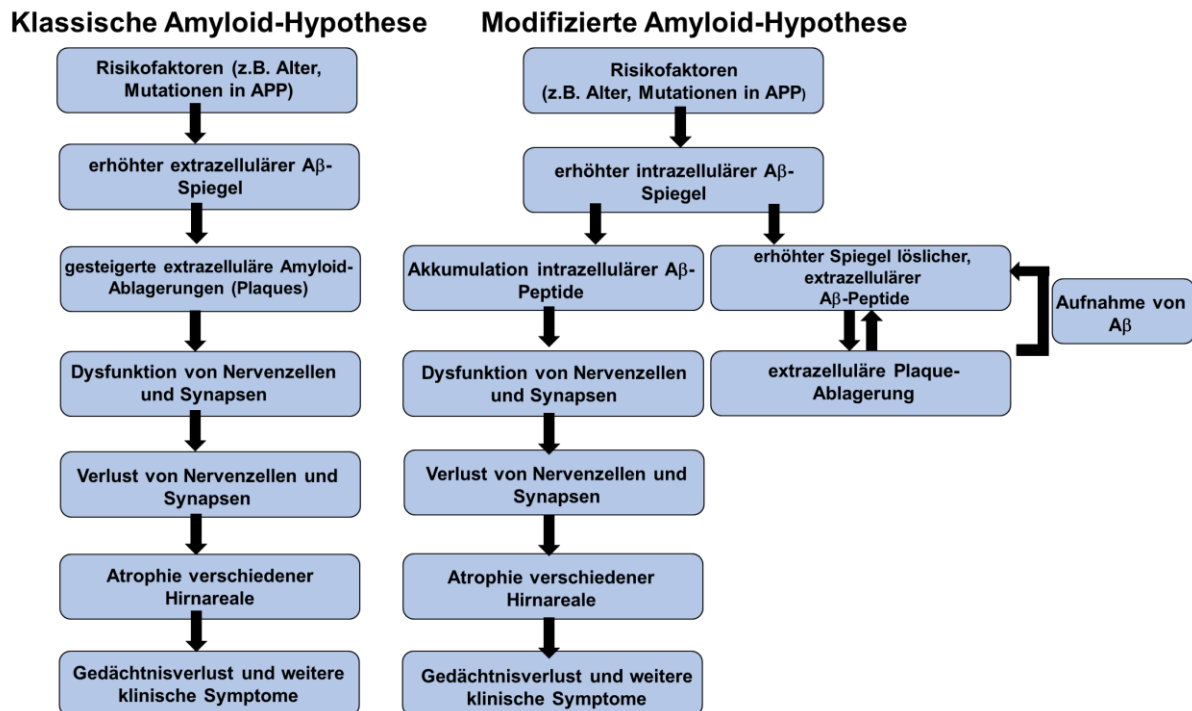 Klassische Amyloid-Hypothese
Risikofaktoren (z.B. Alter,
Mutationen in APP)
erhöhter extrazellulärer Aβ-
Spiegel
gesteigerte extrazelluläre Amyloid-
Ablagerungen (Plaques)
Dysfunktion von Nervenzellen
und Synapsen
Verlust von Nervenzellen und
Synapsen
Atrophie verschiedener
Hirnareale
Gedächtnisverlust und weitere
klinische Symptome
Modifizierte Amyloid-Hypothese
Risikofaktoren
(z.B. Alter, Mutationen in APP)
erhöhter intrazellulärer Aβ-
Spiegel
Akkumulation intrazellulärer Aβ-
Peptide
Dysfunktion von Nervenzellen
und Synapsen
Verlust von Nervenzellen und
Synapsen
Atrophie verschiedener
Hirnareale
Gedächtnisverlust und weitere
klinische Symptome
erhöhter Spiegel löslicher,
extrazellulärer
Aβ-Peptide
extrazelluläre Plaque-
Ablagerung
Aufnahme von
Aβ